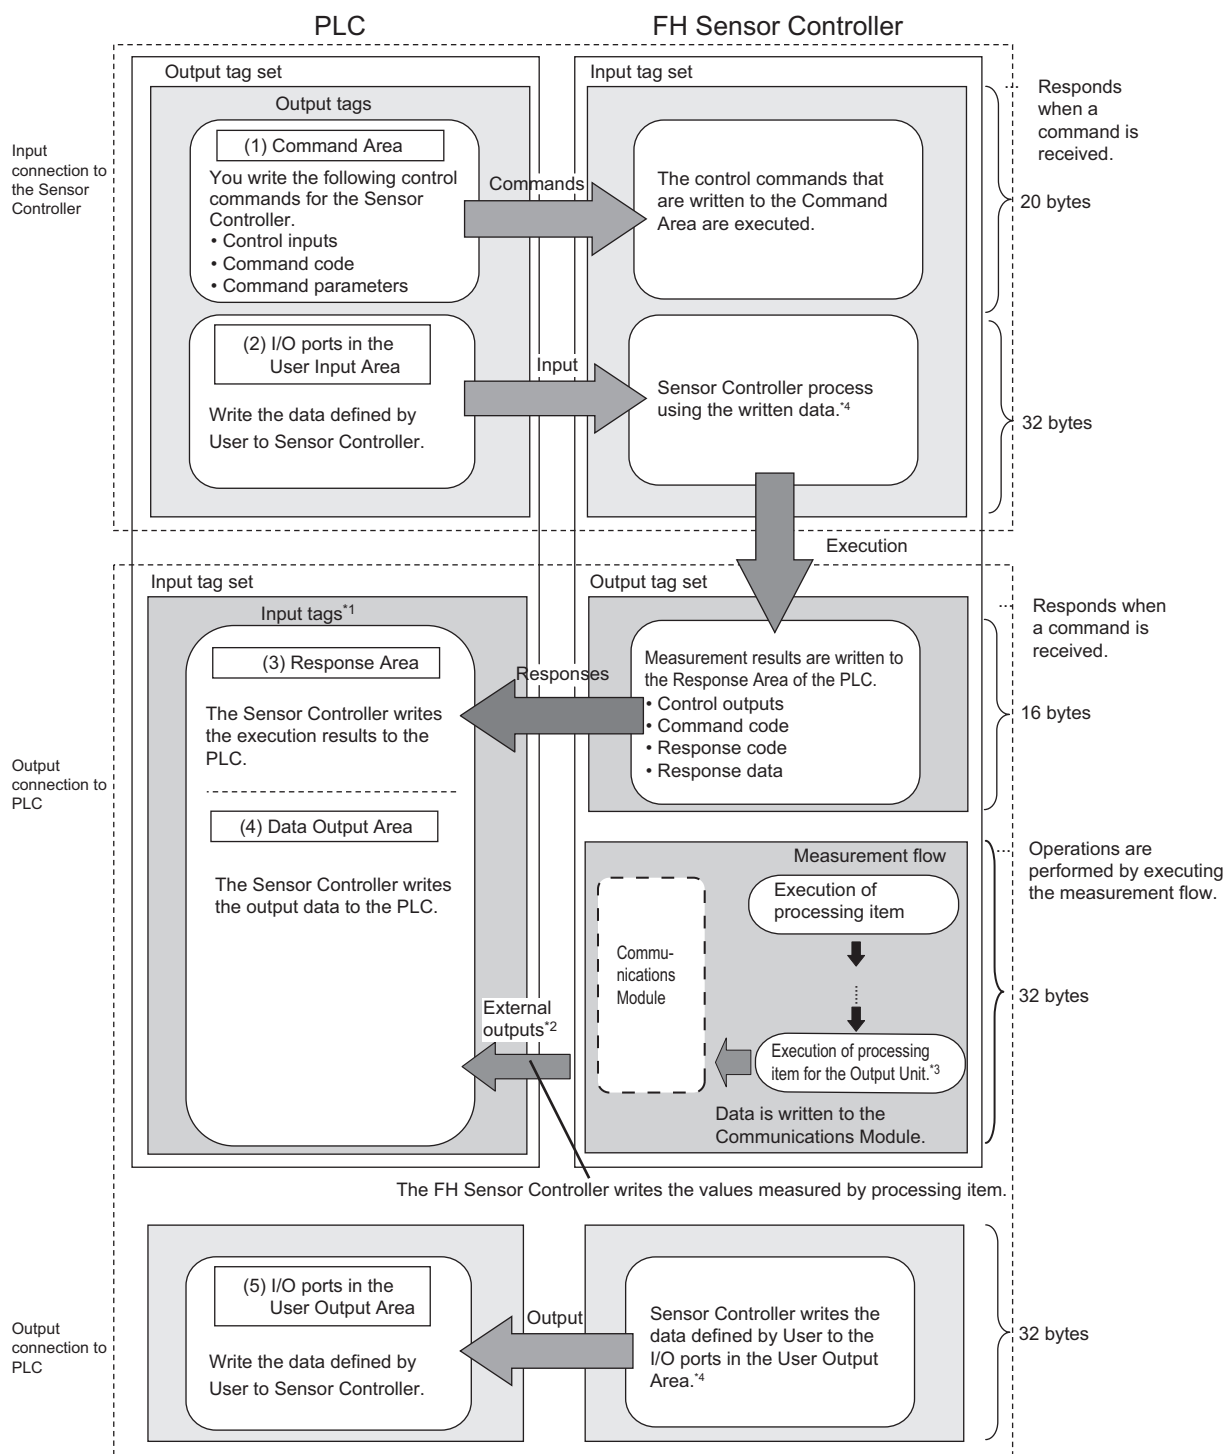 PLC
FH Sensor Controller
Output tag set
Input tag set
Output tags
Responds
when a
command is
received.
Input
connection to
the Sensor
Controller
(1) Command Area
You write the following control
commands for the Sensor
Controller.
• Control inputs
• Command code
• Command parameters
Commands
The control commands that
are written to the Command
Area are executed.
20 bytes
(2) I/O ports in the
User Input Area
Write the data defined by
User to Sensor Controller.
Input
Sensor Controller process
using the written data.*4
32 bytes
Execution
Input tag set
Output tag set
Input tags*1
Responds when
a command is
received.
(3) Response Area
The Sensor Controller writes
the execution results to the
PLC.
Responses
Measurement results are written to
the Response Area of the PLC.
• Control outputs
• Command code
• Response code
• Response data
16 bytes
Output
connection to
PLC
(4) Data Output Area
The Sensor Controller writes
the output data to the PLC.
Measurement flow
Operations are
performed by executing
the measurement flow.
Execution of
processing item
Commu-
nications
Module
32 bytes
External
outputs*2
Execution of processing
item for the Output Unit.*3
Data is written to the
Communications Module.
The FH Sensor Controller writes the values measured by processing item.
Output
connection to
PLC
(5) I/O ports in the
User Output Area
Write the data defined by
User to Sensor Controller.
Output
Sensor Controller writes the
data defined by User to the
I/O ports in the User Output
Area.*4
32 bytes